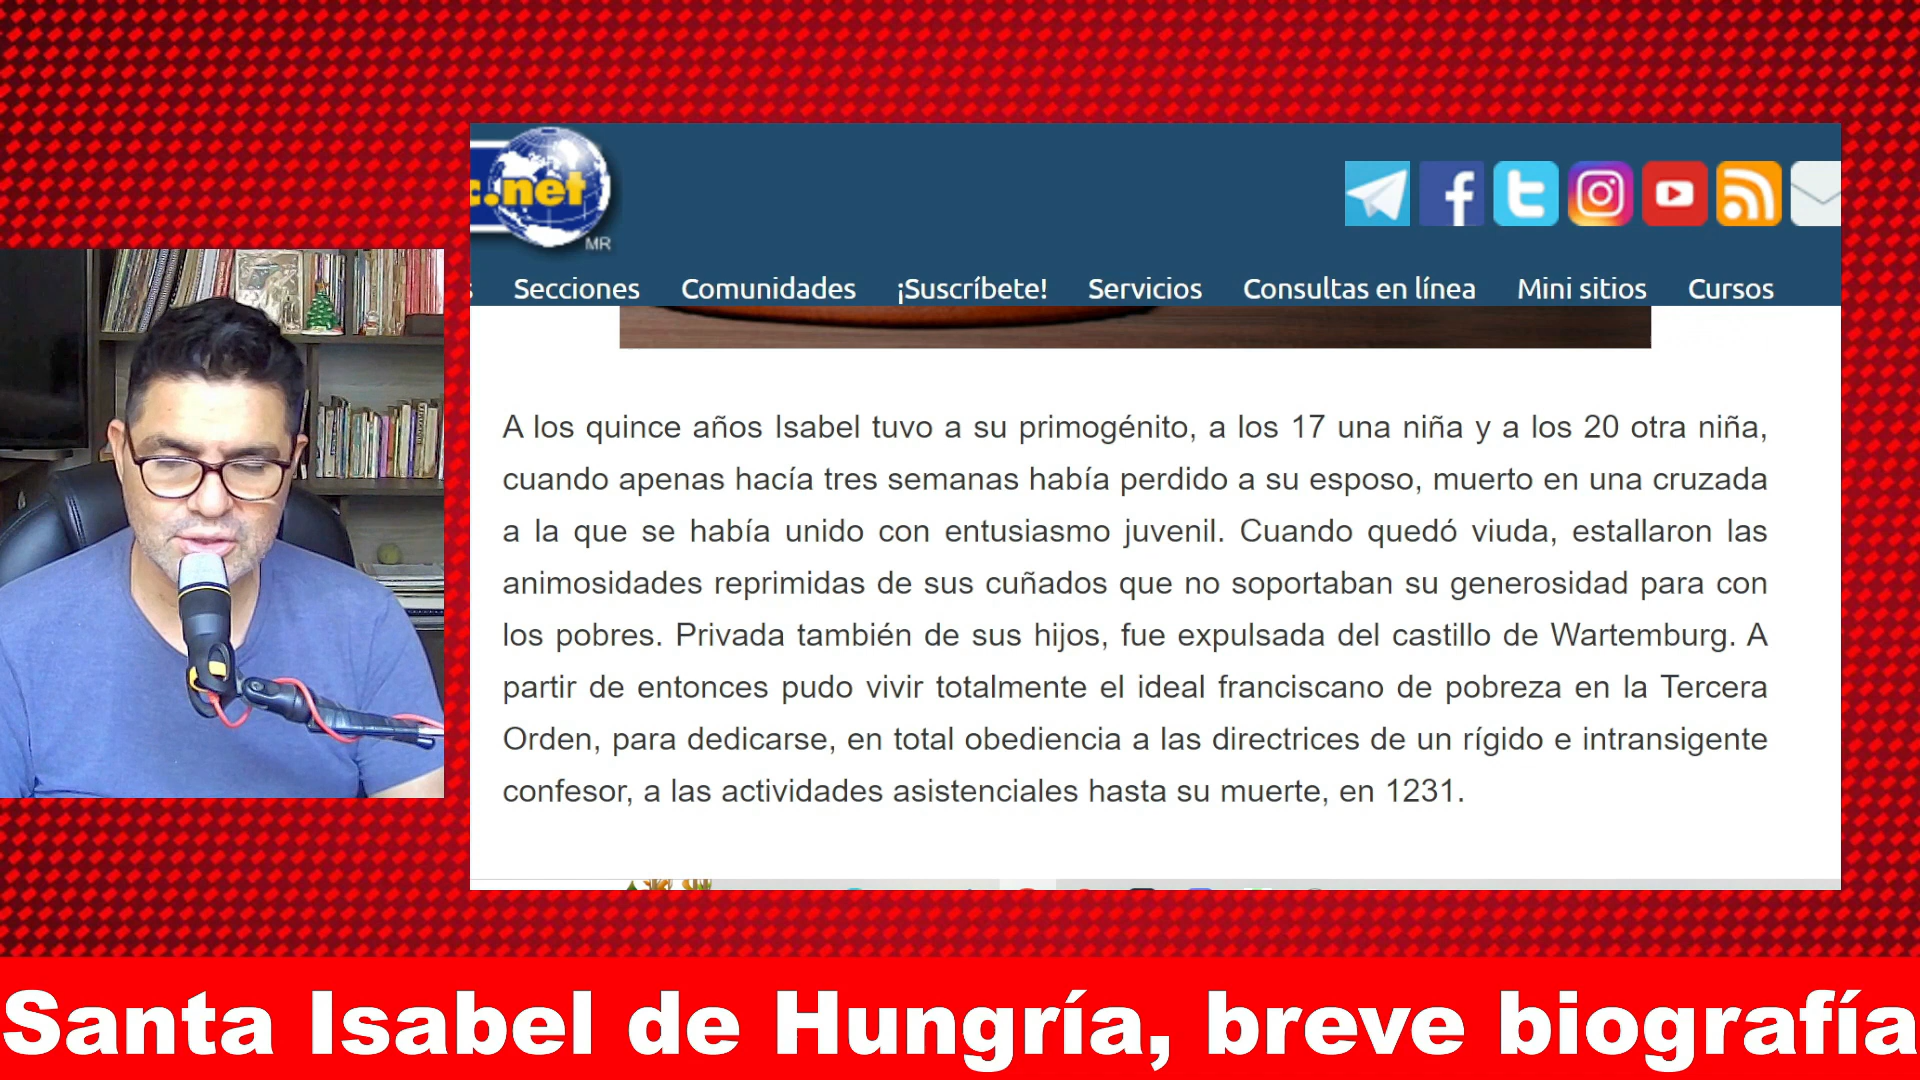 c.net
MR
Secciones Comunidades ¡Suscríbete! Servicios Consultas en línea Mini sitios Cursos
A los quince años Isabel tuvo a su primogénito, a los 17 una niña y a los 20 otra niña,
cuando apenas hacía tres semanas había perdido a su esposo, muerto en una cruzada
a la que se había unido con entusiasmo juvenil. Cuando quedó viuda, estallaron las
animosidades reprimidas de sus cuñados que no soportaban su generosidad para con
los pobres. Privada también de sus hijos, fue expulsada del castillo de Wartemburg. A
partir de entonces pudo vivir totalmente el ideal franciscano de pobreza en la Tercera
Orden, para dedicarse, en total obediencia a las directrices de un rígido e intransigente
confesor, a las actividades asistenciales hasta su muerte, en 1231.
Santa Isabel de Hungría, breve biografía